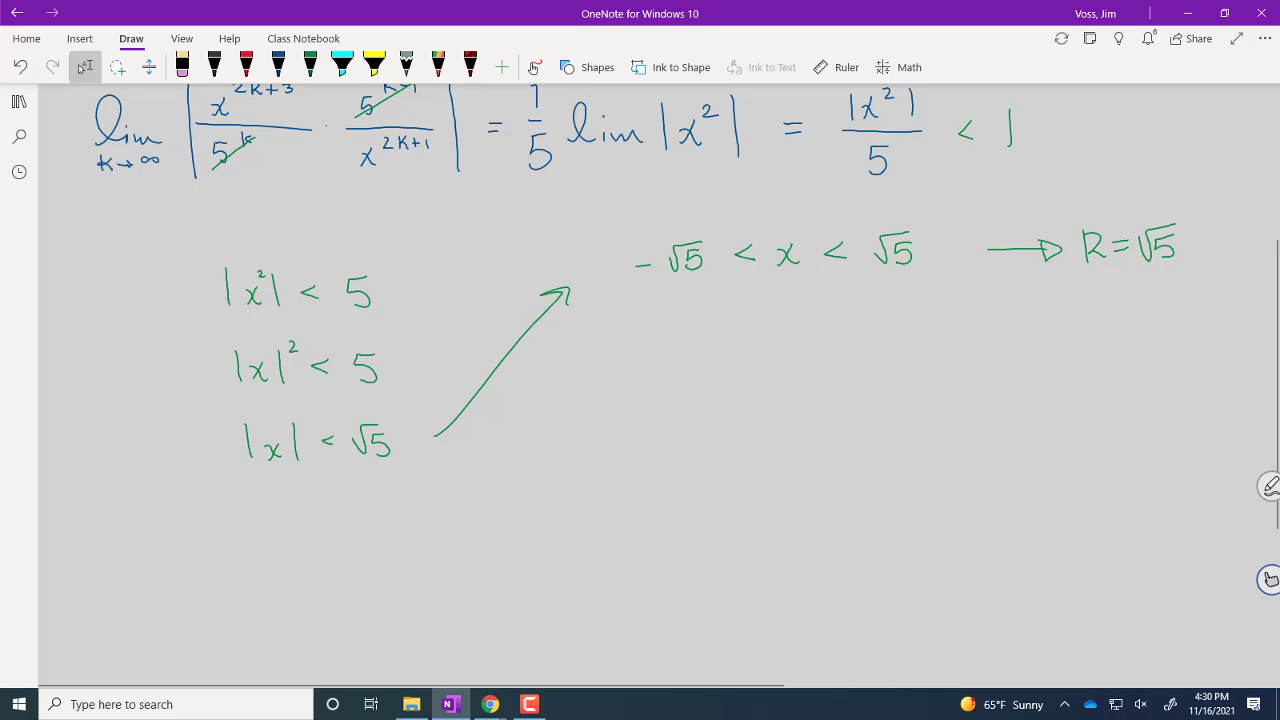 OneNote for Windows 10
Voss, Jim
Home Insert Draw View Help Class Notebook
Share
Shapes Ink to Shape Ink to Text Ruler Math
lim k→∞ | x^{2k+3} / 5^k · 5^{k-1} / x^{2k+1} | = 1/5 lim |x²| = |x²| / 5 < 1
-√5 < x < √5 → R = √5
|x²| < 5
|x|² < 5
|x| < √5
Type here to search
65°F Sunny
4:30 PM
11/16/2021